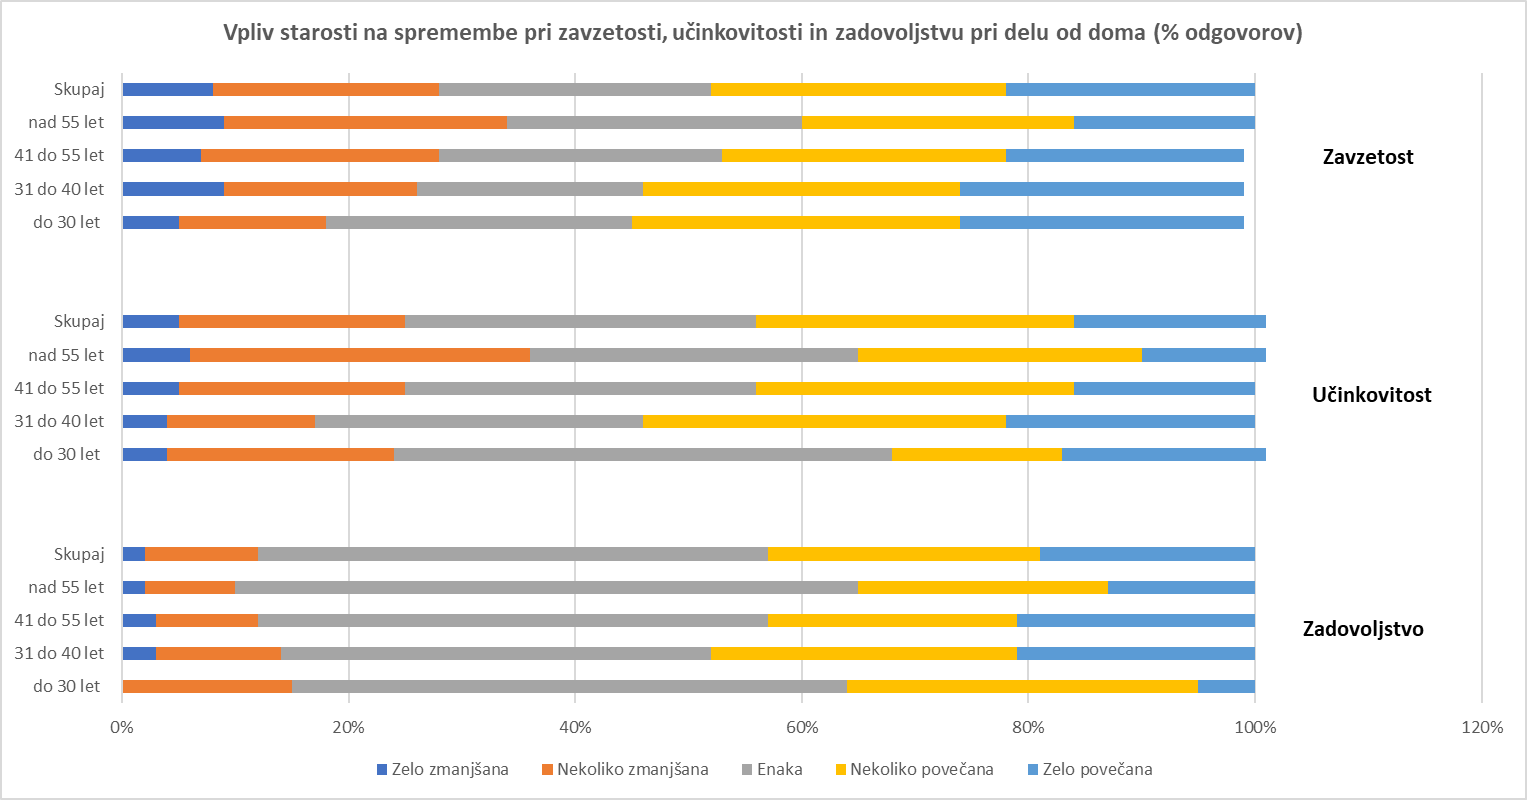 Vpliv starosti na spremembe pri zavzetosti, učinkovitosti in zadovoljstvu pri delu od doma (% odgovorov)
Skupaj
nad 55 let
41 do 55 let
31 do 40 let
do 30 let
Zavzetost
Skupaj
nad 55 let
41 do 55 let
31 do 40 let
do 30 let
Učinkovitost
Skupaj
nad 55 let
41 do 55 let
31 do 40 let
do 30 let
Zadovoljstvo
0% 20% 40% 60% 80% 100% 120%
Zelo zmanjšana Nekoliko zmanjšana Enaka Nekoliko povečana Zelo povečana